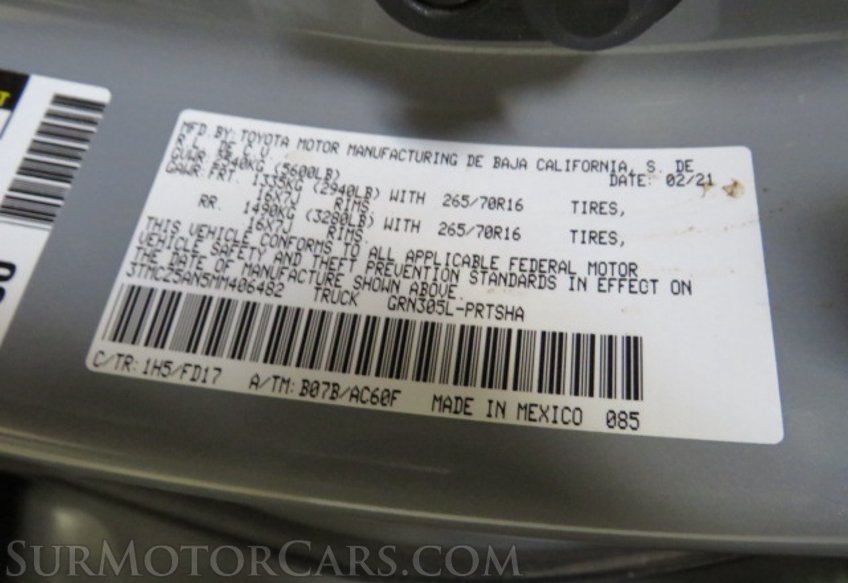 MFD. BY: TOYOTA MOTOR MANUFACTURING DE BAJA CALIFORNIA, S. DE
R.L. DE C.V. DATE: 02/21
GVWR: 2540KG (5600LB)
GAWR: FRT. 1335KG (2940LB) WITH 265/70R16 TIRES,
16X7J RIMS.
RR. 1490KG (3280LB) WITH 265/70R16 TIRES,
16X7J RIMS.
THIS VEHICLE CONFORMS TO ALL APPLICABLE FEDERAL MOTOR
VEHICLE SAFETY AND THEFT PREVENTION STANDARDS IN EFFECT ON
THE DATE OF MANUFACTURE SHOWN ABOVE.
3TMCZ5AN5MM406482 TRUCK GRN305L-PRTSHA
C/TR: 1H5/FD17 A/TM: B07B/AC60F MADE IN MEXICO 085
SURMOTORCARS.COM